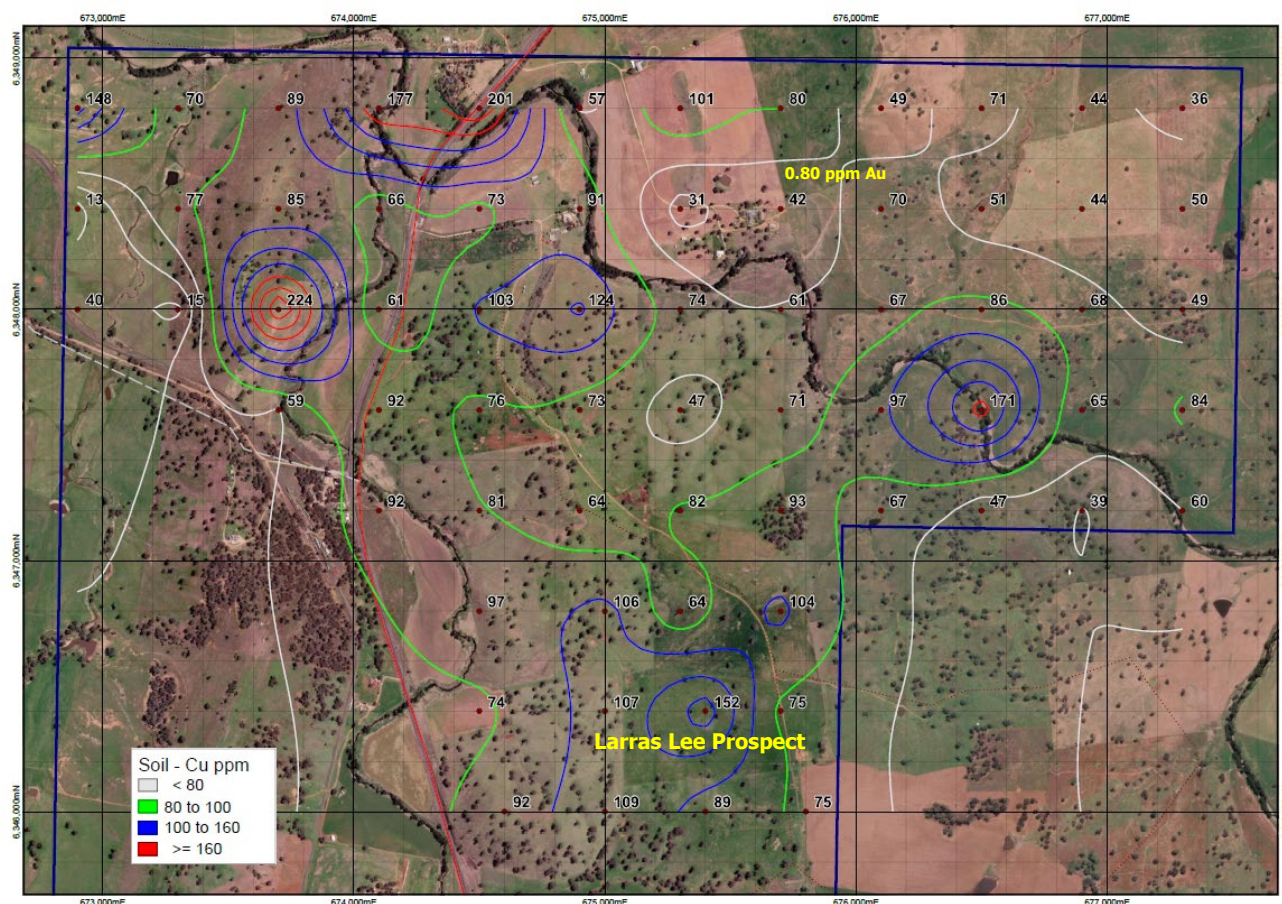 673,000mE 674,000mE 675,000mE 676,000mE 677,000mE
6,349,000mN
148 70 89 177 201 57 101 80 49 71 44 36
0.80 ppm Au
13 77 85 66 73 91 31 42 70 51 44 50
6,348,000mN
40 15 224 61 103 124 74 61 67 86 68 49
59 92 76 73 47 71 97 171 65 84
92 81 64 82 93 67 47 39 60
6,347,000mN
97 106 64 104
74 107 152 75
Larras Lee Prospect
6,346,000mN
92 109 89 75
Soil - Cu ppm
< 80
80 to 100
100 to 160
>= 160
673,000mE 674,000mE 675,000mE 676,000mE 677,000mE